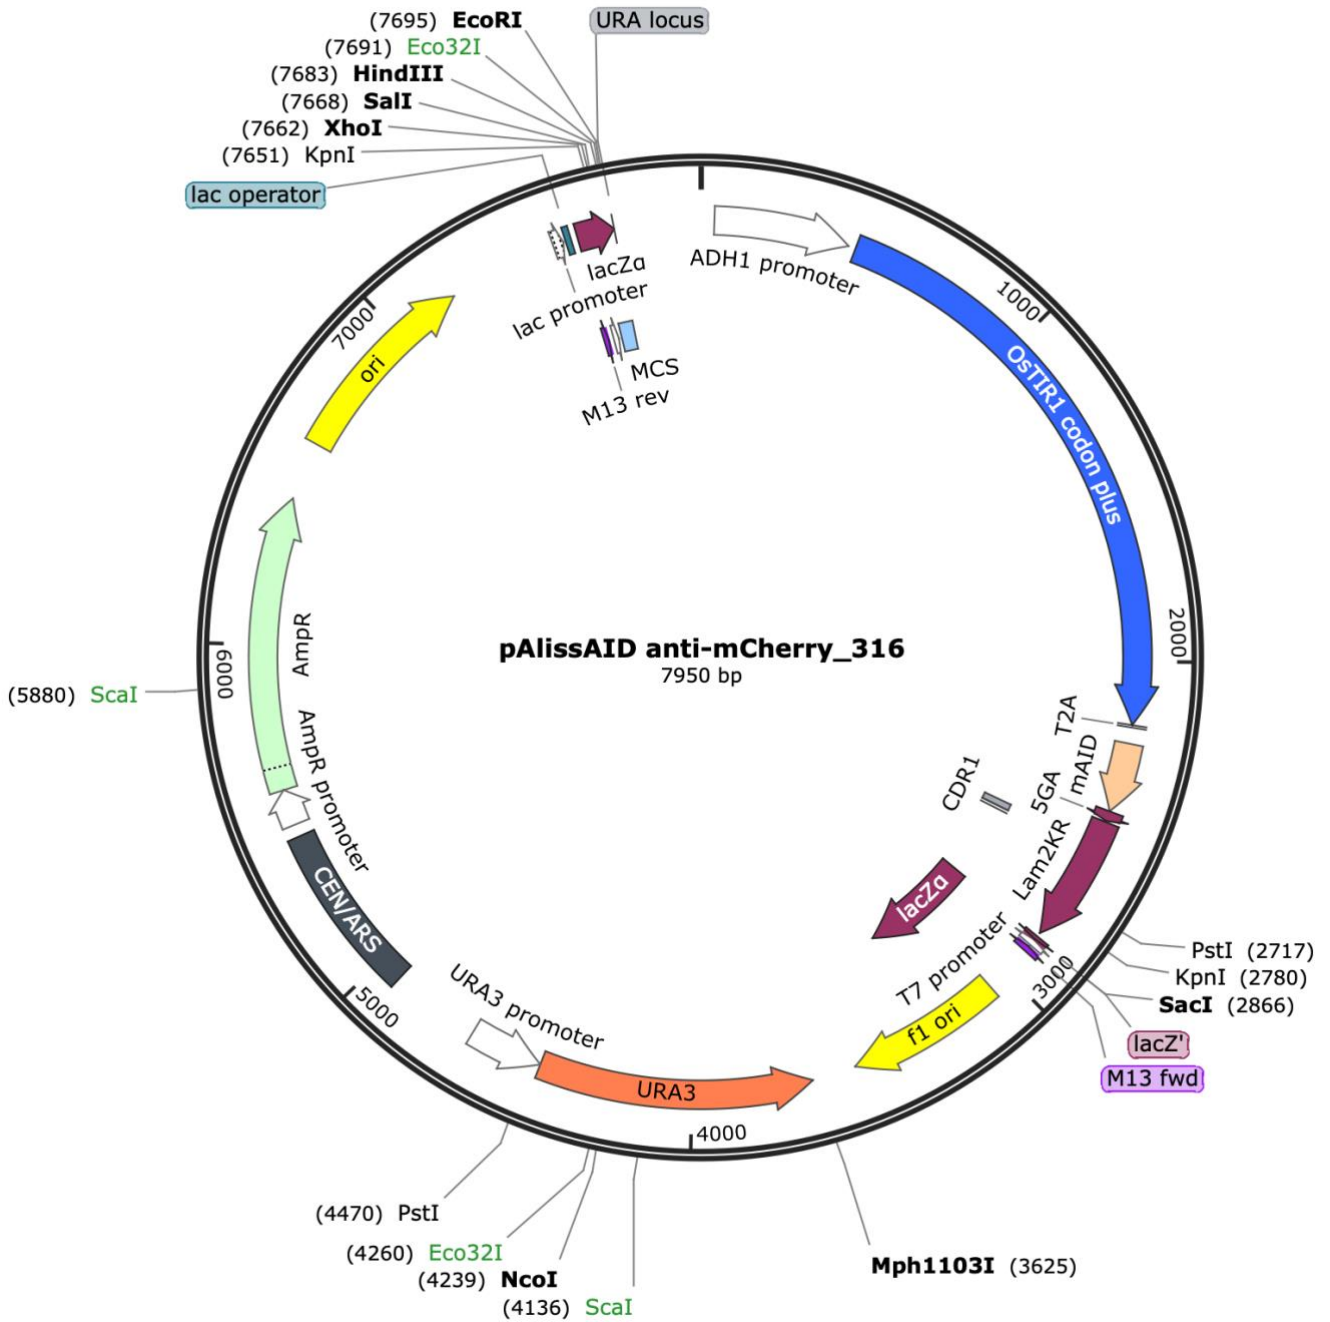 (7695) EcoRI
URA locus
(7691) Eco32I
(7683) HindIII
(7668) SalI
(7662) XhoI
(7651) KpnI
lac operator
lacZα
lac promoter
MCS
M13 rev
ADH1 promoter
1000
OsTIR1 codon plus
2000
7000
ori
AmpR
6000
(5880) ScaI
AmpR promoter
CEN/ARS
pAlissAID anti-mCherry_316
7950 bp
T2A
mAID
5GA
CDR1
Lam2KR
lacZα
T7 promoter
f1 ori
3000
PstI (2717)
KpnI (2780)
SacI (2866)
lacZ'
M13 fwd
5000
URA3 promoter
URA3
4000
(4470) PstI
(4260) Eco32I
(4239) NcoI
(4136) ScaI
Mph1103I (3625)